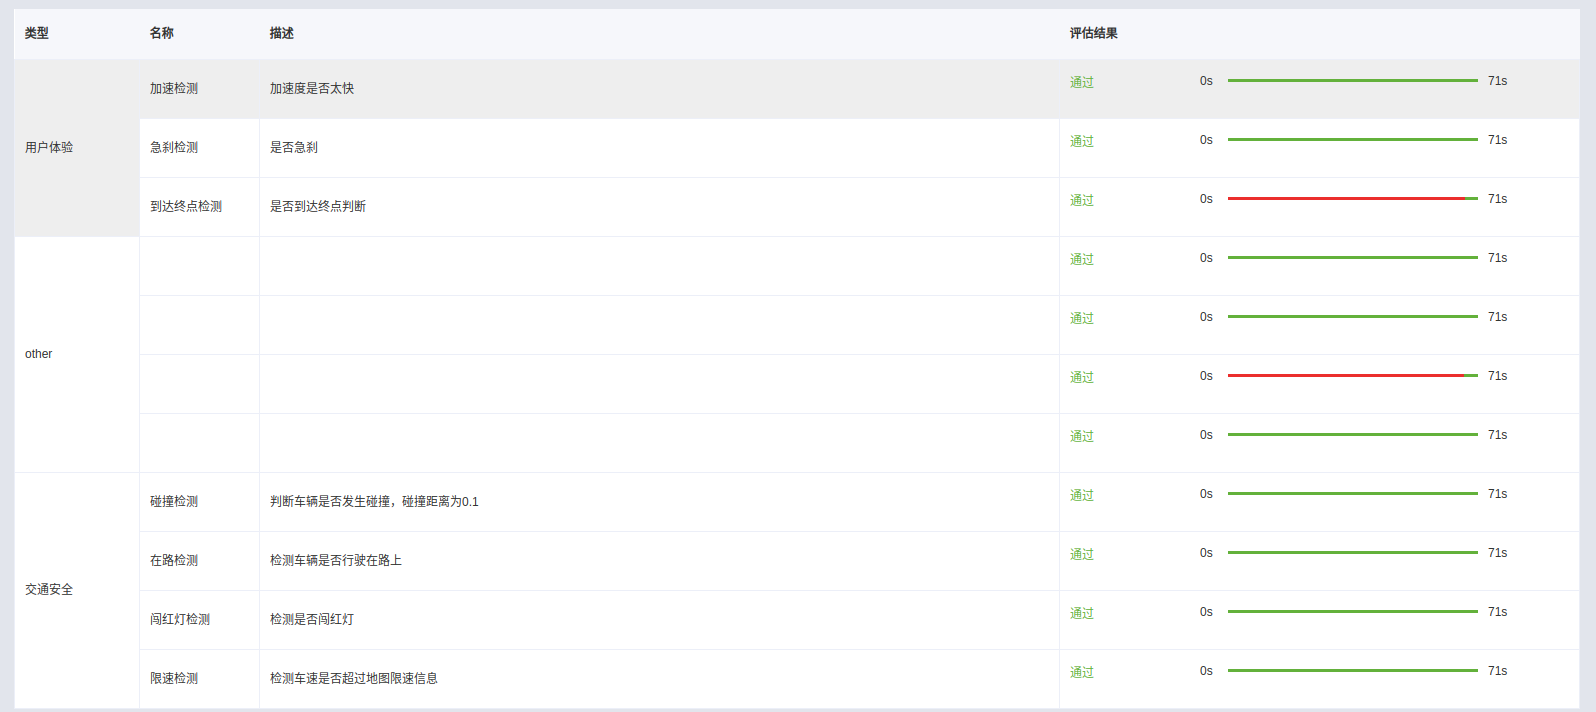 类型 名称 描述 评估结果
加速检测 加速度是否太快 通过 0s 71s
用户体验 急刹检测 是否急刹 通过 0s 71s
到达终点检测 是否到达终点判断 通过 0s 71s
通过 0s 71s
通过 0s 71s
other
通过 0s 71s
通过 0s 71s
碰撞检测 判断车辆是否发生碰撞，碰撞距离为0.1 通过 0s 71s
在路检测 检测车辆是否行驶在路上 通过 0s 71s
交通安全
闯红灯检测 检测是否闯红灯 通过 0s 71s
限速检测 检测车速是否超过地图限速信息 通过 0s 71s